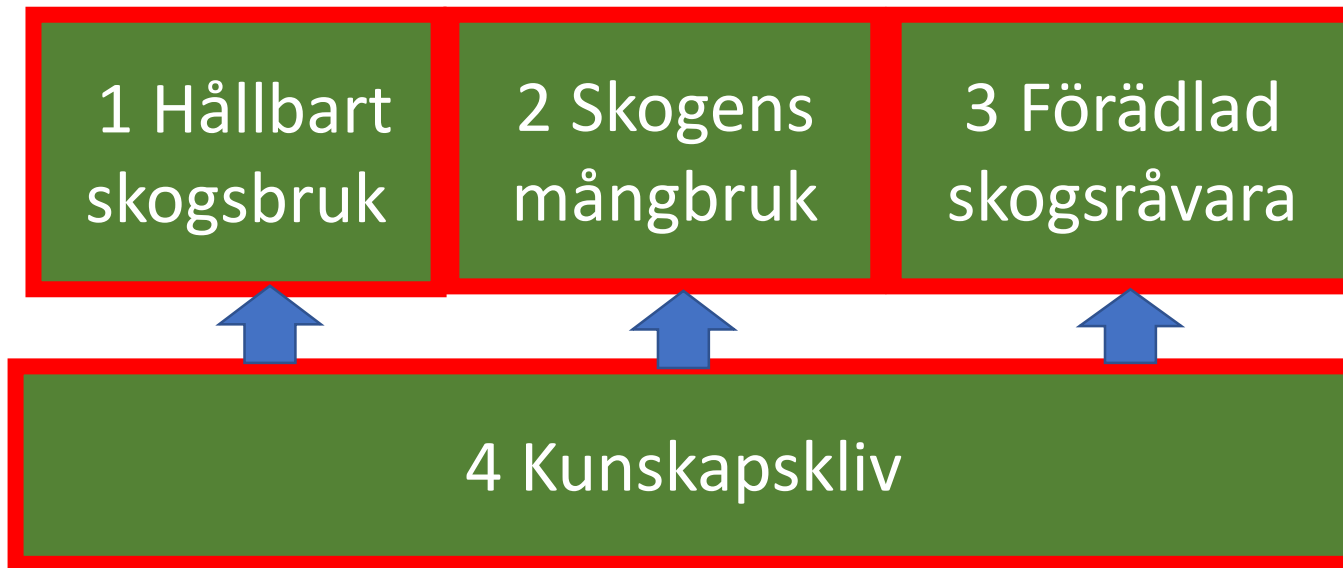 1 Hållbart
skogsbruk
2 Skogens
mångbruk
3 Förädlad
skogsråvara
4 Kunskapskliv